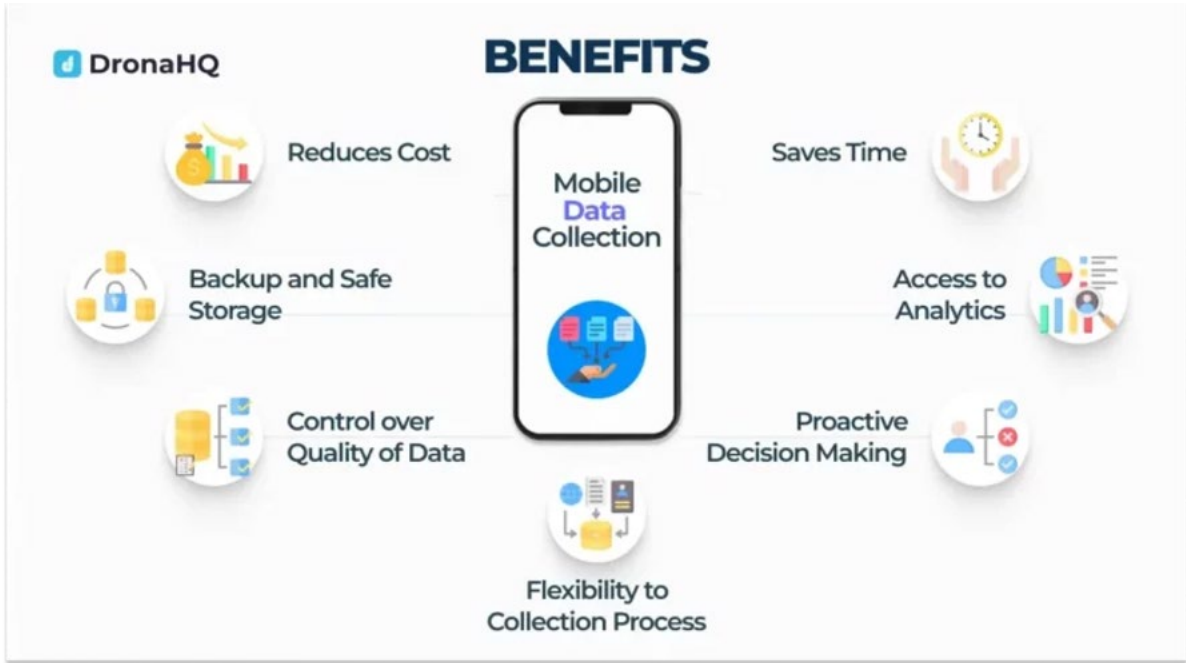 DronaHQ
BENEFITS
Reduces Cost
Mobile
Data
Collection
Saves Time
Backup and Safe
Storage
Access to
Analytics
Control over
Quality of Data
Proactive
Decision Making
Flexibility to
Collection Process